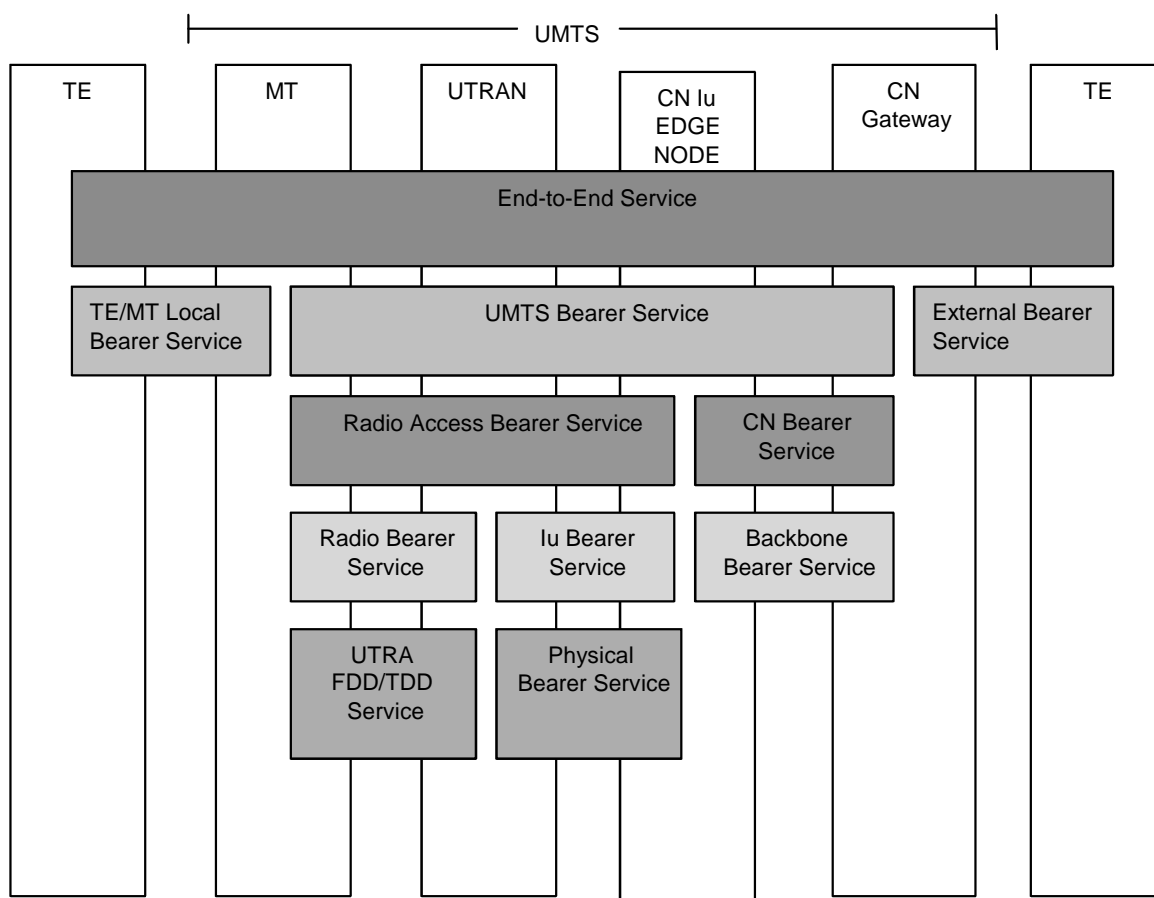 UMTS
TE
MT
UTRAN
CN Iu
EDGE
NODE
CN
Gateway
TE
End-to-End Service
TE/MT Local
Bearer Service
UMTS Bearer Service
External Bearer
Service
Radio Access Bearer Service
CN Bearer
Service
Radio Bearer
Service
Iu Bearer
Service
Backbone
Bearer Service
UTRA
FDD/TDD
Service
Physical
Bearer Service